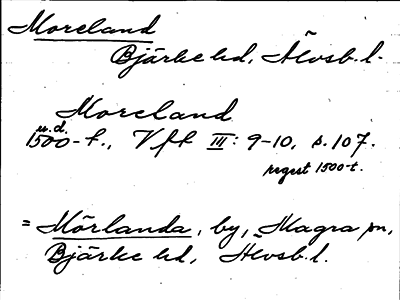 Moreland
Bjärke hd, Älvsb. l.
Moreland
u.d.
1500-t., Vft III: 9-10, s. 107.
regest 1500-t.
= Mörlanda, by, Magra sn,
Bjärke hd, Älvsb. l.